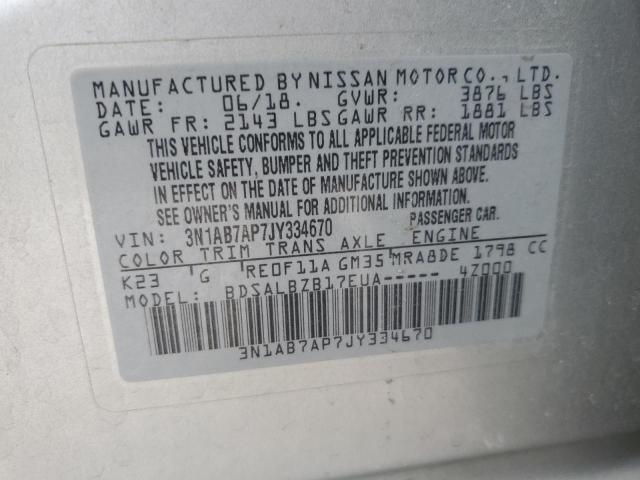 MANUFACTURED BY NISSAN MOTOR CO., LTD.
DATE: 06/18. GVWR: 3876 LBS
GAWR FR: 2143 LBS GAWR RR: 1881 LBS
THIS VEHICLE CONFORMS TO ALL APPLICABLE FEDERAL MOTOR
VEHICLE SAFETY, BUMPER AND THEFT PREVENTION STANDARDS
IN EFFECT ON THE DATE OF MANUFACTURE SHOWN ABOVE.
SEE OWNER'S MANUAL FOR ADDITIONAL INFORMATION.
VIN: 3N1AB7AP7JY334670 PASSENGER CAR.
COLOR TRIM TRANS AXLE ENGINE
K23 'G 'RE0F11A GM35'MRA8DE 1798 CC
MODEL: BDSALBZB17EUA----- 4Z000
3N1AB7AP7JY334670